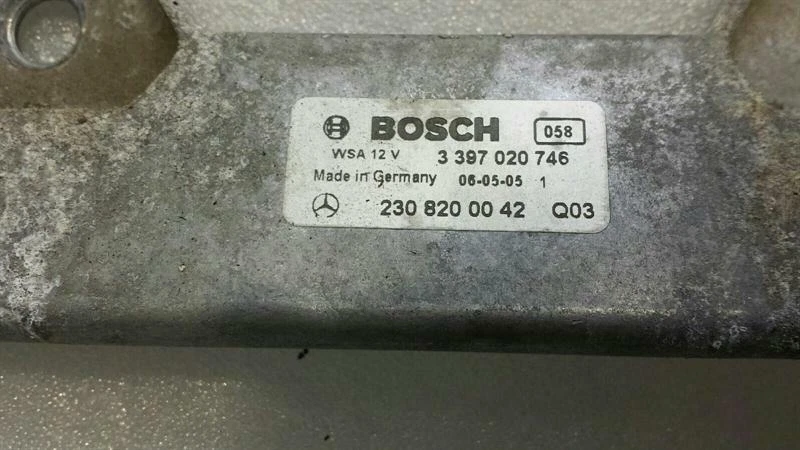 BOSCH 058
WSA 12 V 3 397 020 746
Made in Germany 06-05-05 1
230 820 00 42 Q03